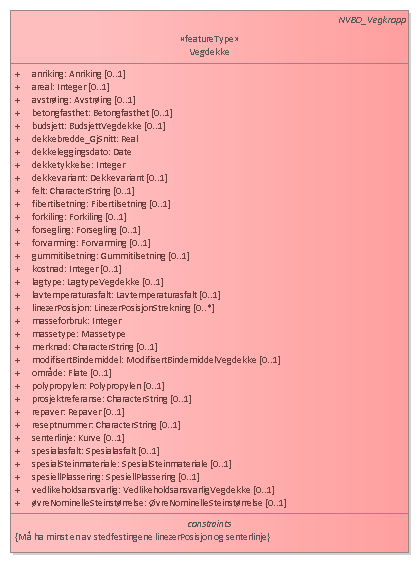 NVBD_Vegkropp
«featureType»
Vegdekke
+ anriking: Anriking [0..1]
+ areal: Integer [0..1]
+ avstrøing: Avstrøing [0..1]
+ betongfasthet: Betongfasthet [0..1]
+ budsjett: BudsjettVegdekke [0..1]
+ dekkebredde_GjSnitt: Real
+ dekkeleggingsdato: Date
+ dekketykkelse: Integer
+ dekkevariant: Dekkevariant [0..1]
+ felt: CharacterString [0..1]
+ fibertilsetning: Fibertilsetning [0..1]
+ forkiling: Forkiling [0..1]
+ forsegling: Forsegling [0..1]
+ forvarming: Forvarming [0..1]
+ gummitilsetning: Gummitilsetning [0..1]
+ kostnad: Integer [0..1]
+ lagtype: LagtypeVegdekke [0..1]
+ lavtemperaturasfalt: Lavtemperaturasfalt [0..1]
+ lineærPosisjon: LineærPosisjonStrekning [0..*]
+ masseforbruk: Integer
+ massetype: Massetype
+ merknad: CharacterString [0..1]
+ modifisertBindemiddel: ModifisertBindemiddelVegdekke [0..1]
+ område: Flate [0..1]
+ polypropylen: Polypropylen [0..1]
+ prosjektreferanse: CharacterString [0..1]
+ repaver: Repaver [0..1]
+ reseptnummer: CharacterString [0..1]
+ senterlinje: Kurve [0..1]
+ spesialasfalt: Spesialasfalt [0..1]
+ spesialSteinmateriale: SpesialSteinmateriale [0..1]
+ spesiellPlassering: SpesiellPlassering [0..1]
+ vedlikeholdsansvarlig: VedlikeholdsansvarligVegdekke [0..1]
+ øvreNominelleSteinstørrelse: ØvreNominelleSteinstørrelse [0..1]
constraints
{Må ha minst en av stedfestingene lineærPosisjon og senterlinje}